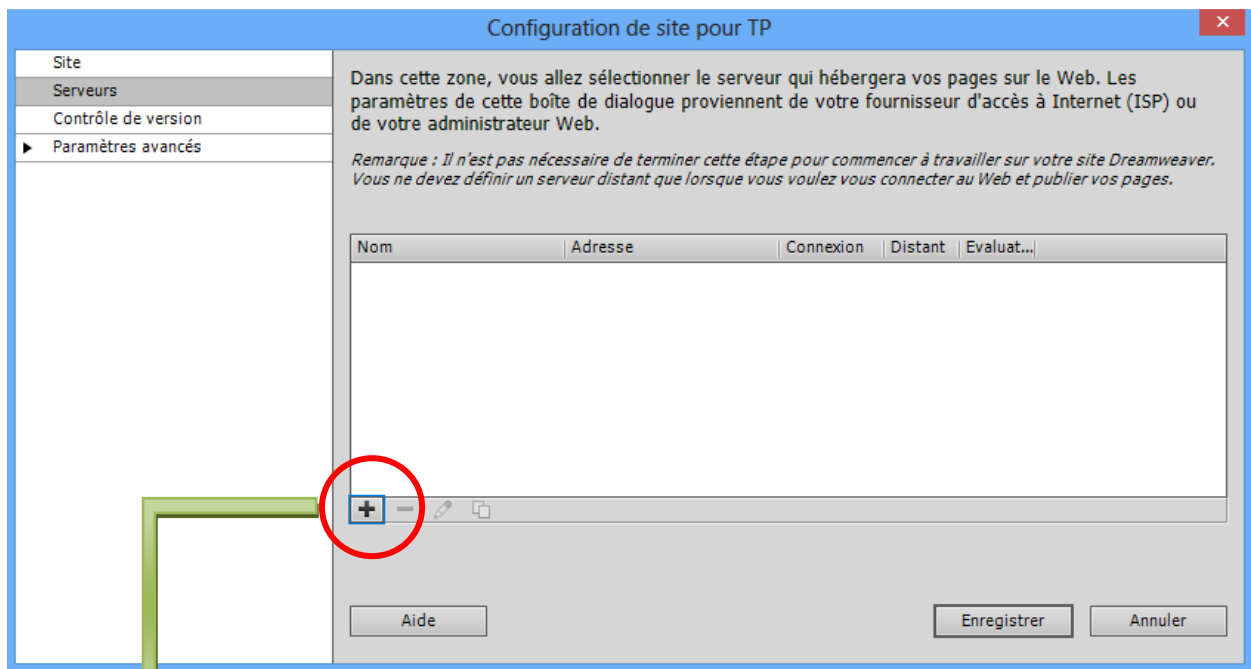 Configuration de site pour TP
Site
Serveurs
Contrôle de version
Paramètres avancés
Dans cette zone, vous allez sélectionner le serveur qui hébergera vos pages sur le Web. Les
paramètres de cette boîte de dialogue proviennent de votre fournisseur d'accès à Internet (ISP) ou
de votre administrateur Web.
Remarque : Il n'est pas nécessaire de terminer cette étape pour commencer à travailler sur votre site Dreamweaver.
Vous ne devez définir un serveur distant que lorsque vous voulez vous connecter au Web et publier vos pages.
Nom Adresse Connexion Distant Evaluat...
Aide Enregistrer Annuler